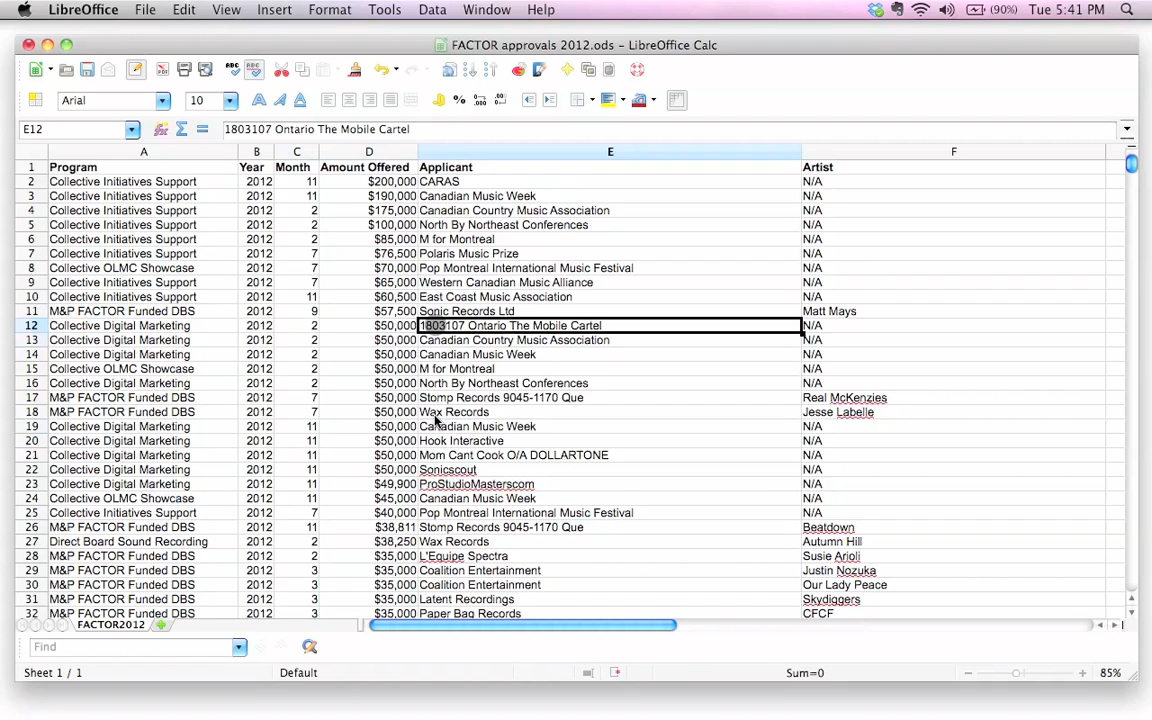 LibreOffice File Edit View Insert Format Tools Data Window Help (90%) Tue 5:41 PM
FACTOR approvals 2012.ods – LibreOffice Calc
Arial 10
E12 1803107 Ontario The Mobile Cartel
A B C D E F
1 Program Year Month Amount Offered Applicant Artist
2 Collective Initiatives Support 2012 11 $200,000 CARAS N/A
3 Collective Initiatives Support 2012 11 $190,000 Canadian Music Week N/A
4 Collective Initiatives Support 2012 2 $175,000 Canadian Country Music Association N/A
5 Collective Initiatives Support 2012 2 $100,000 North By Northeast Conferences N/A
6 Collective Initiatives Support 2012 2 $85,000 M for Montreal N/A
7 Collective Initiatives Support 2012 7 $76,500 Polaris Music Prize N/A
8 Collective OLMC Showcase 2012 7 $70,000 Pop Montreal International Music Festival N/A
9 Collective Initiatives Support 2012 7 $65,000 Western Canadian Music Alliance N/A
10 Collective Initiatives Support 2012 11 $60,500 East Coast Music Association N/A
11 M&P FACTOR Funded DBS 2012 9 $57,500 Sonic Records Ltd Matt Mays
12 Collective Digital Marketing 2012 2 $50,000 1803107 Ontario The Mobile Cartel N/A
13 Collective Digital Marketing 2012 2 $50,000 Canadian Country Music Association N/A
14 Collective Digital Marketing 2012 2 $50,000 Canadian Music Week N/A
15 Collective OLMC Showcase 2012 2 $50,000 M for Montreal N/A
16 Collective Digital Marketing 2012 2 $50,000 North By Northeast Conferences N/A
17 M&P FACTOR Funded DBS 2012 7 $50,000 Stomp Records 9045-1170 Que Real McKenzies
18 M&P FACTOR Funded DBS 2012 7 $50,000 Wax Records Jesse Labelle
19 Collective Digital Marketing 2012 11 $50,000 Canadian Music Week N/A
20 Collective Digital Marketing 2012 11 $50,000 Hook Interactive N/A
21 Collective Digital Marketing 2012 11 $50,000 Mom Cant Cook O/A DOLLARTONE N/A
22 Collective Digital Marketing 2012 11 $50,000 Sonicscout N/A
23 Collective Digital Marketing 2012 11 $49,900 ProStudioMasterscom N/A
24 Collective OLMC Showcase 2012 11 $45,000 Canadian Music Week N/A
25 Collective Initiatives Support 2012 7 $40,000 Pop Montreal International Music Festival N/A
26 M&P FACTOR Funded DBS 2012 11 $38,811 Stomp Records 9045-1170 Que Beatdown
27 Direct Board Sound Recording 2012 2 $38,250 Wax Records Autumn Hill
28 M&P FACTOR Funded DBS 2012 2 $35,000 L'Equipe Spectra Susie Arioli
29 M&P FACTOR Funded DBS 2012 3 $35,000 Coalition Entertainment Justin Nozuka
30 M&P FACTOR Funded DBS 2012 3 $35,000 Coalition Entertainment Our Lady Peace
31 M&P FACTOR Funded DBS 2012 3 $35,000 Latent Recordings Skydiggers
32 M&P FACTOR Funded DBS 2012 3 $35,000 Paper Bag Records CFCF
FACTOR2012
Find
Sheet 1 / 1 Default Sum=0 85%